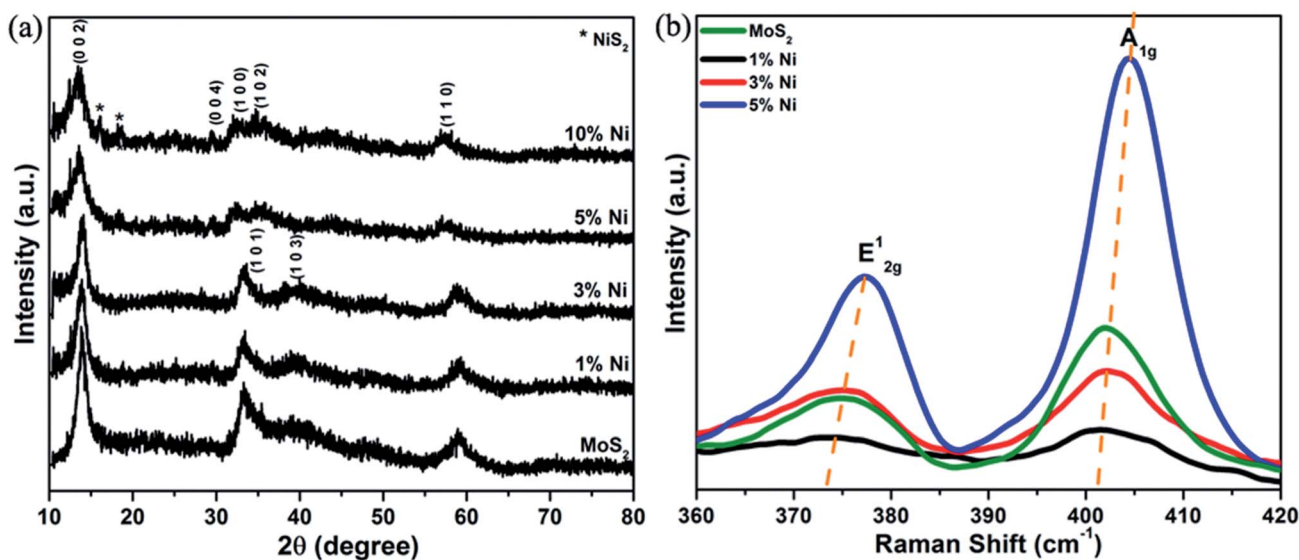 (a)
(0 0 2)
* NiS2
*
*
(0 0 4)
(1 0 0)
(1 0 2)
(1 1 0)
10% Ni
5% Ni
(1 0 1)
(1 0 3)
3% Ni
1% Ni
MoS2
Intensity (a.u.)
10 20 30 40 50 60 70 80
2θ (degree)
(b)
MoS2
1% Ni
3% Ni
5% Ni
A1g
E12g
Intensity (a.u.)
360 370 380 390 400 410 420
Raman Shift (cm-1)